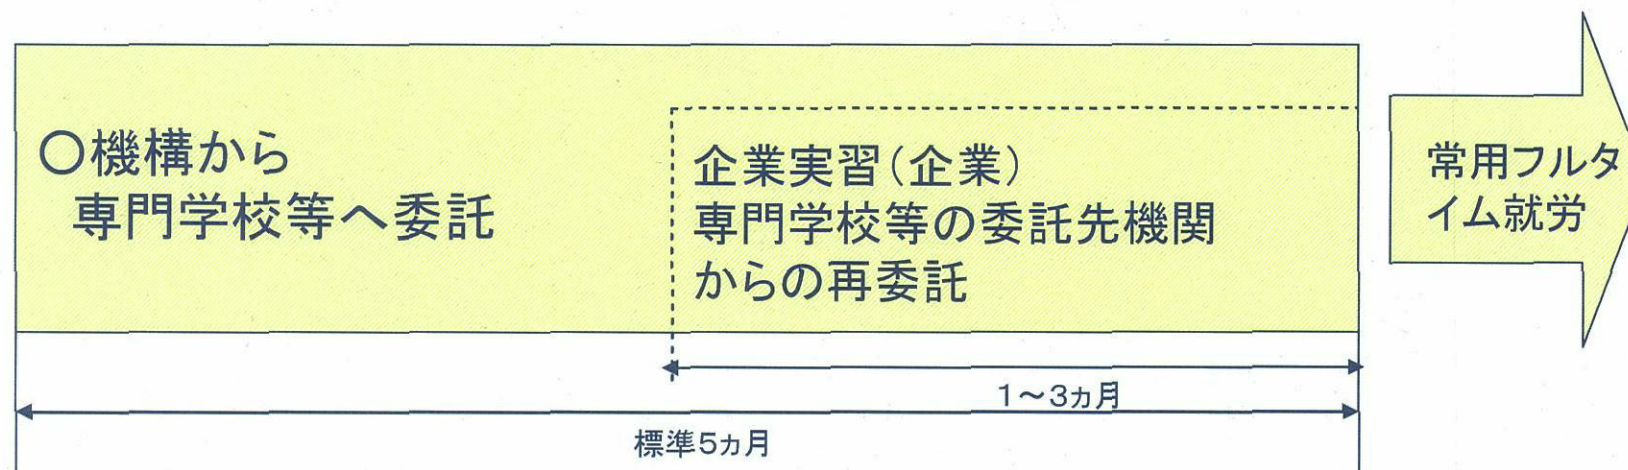 〇機構から
専門学校等へ委託
企業実習(企業)
専門学校等の委託先機関
からの再委託
常用フルタ
イム就労
1~3ヵ月
標準5ヵ月